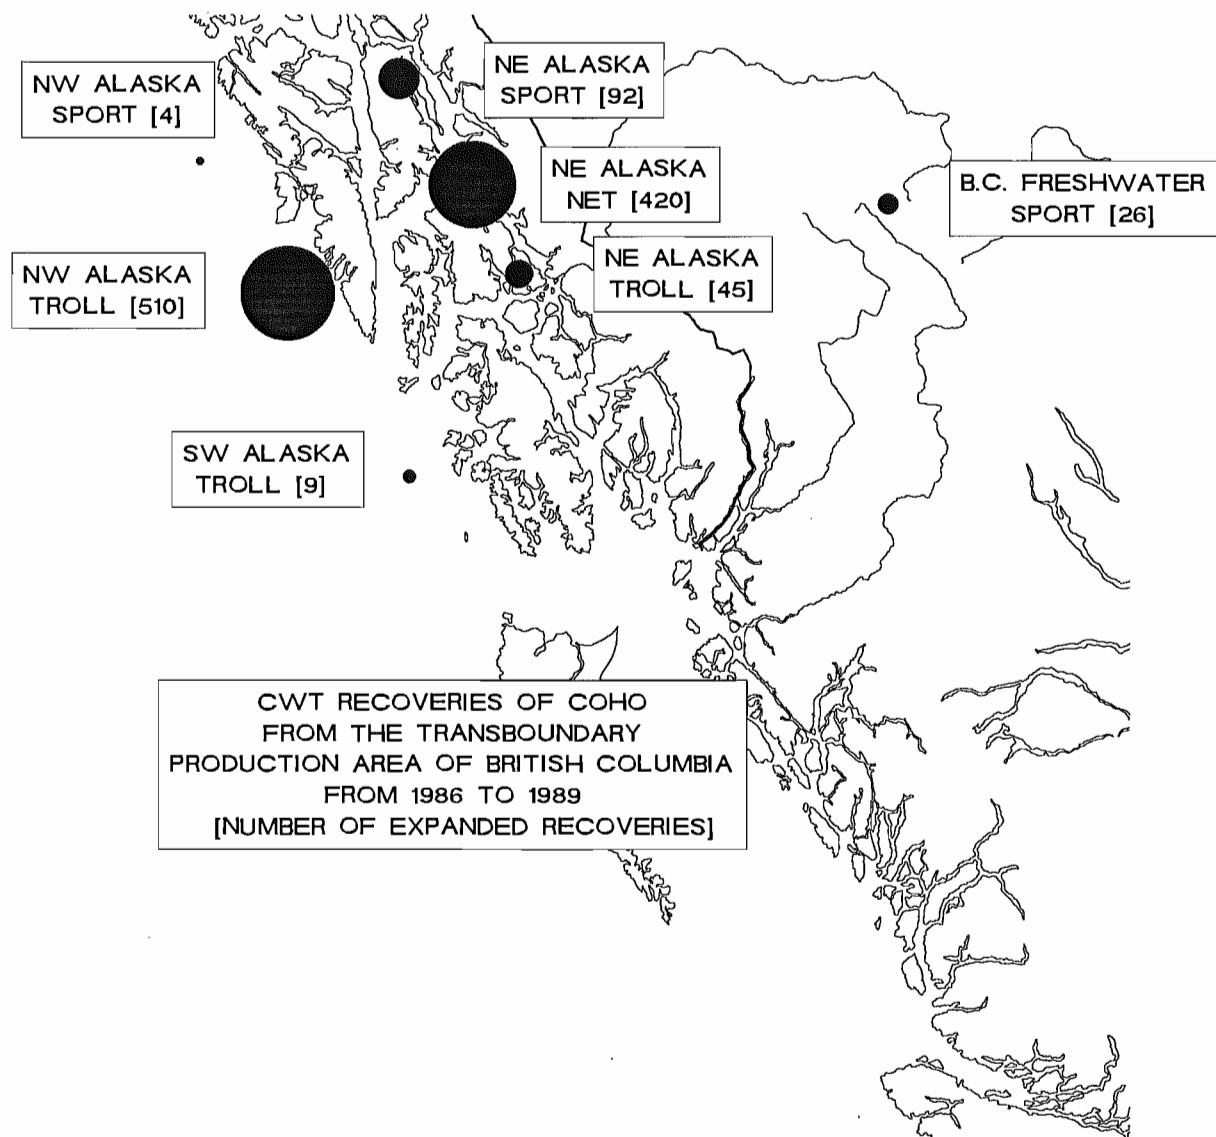 NW ALASKA
SPORT [4]
NE ALASKA
SPORT [92]
NE ALASKA
NET [420]
B.C. FRESHWATER
SPORT [26]
NW ALASKA
TROLL [510]
NE ALASKA
TROLL [45]
SW ALASKA
TROLL [9]
CWT RECOVERIES OF COHO
FROM THE TRANSBOUNDARY
PRODUCTION AREA OF BRITISH COLUMBIA
FROM 1986 TO 1989
[NUMBER OF EXPANDED RECOVERIES]